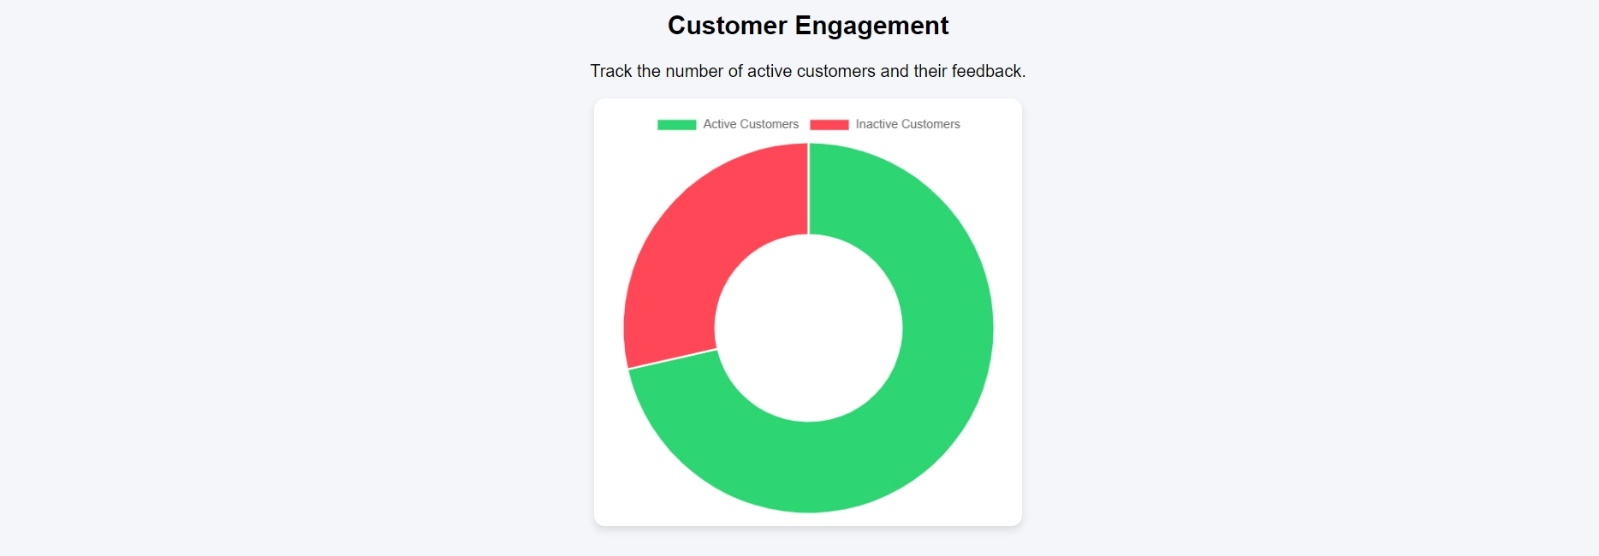 Customer Engagement
Track the number of active customers and their feedback.
Active Customers Inactive Customers